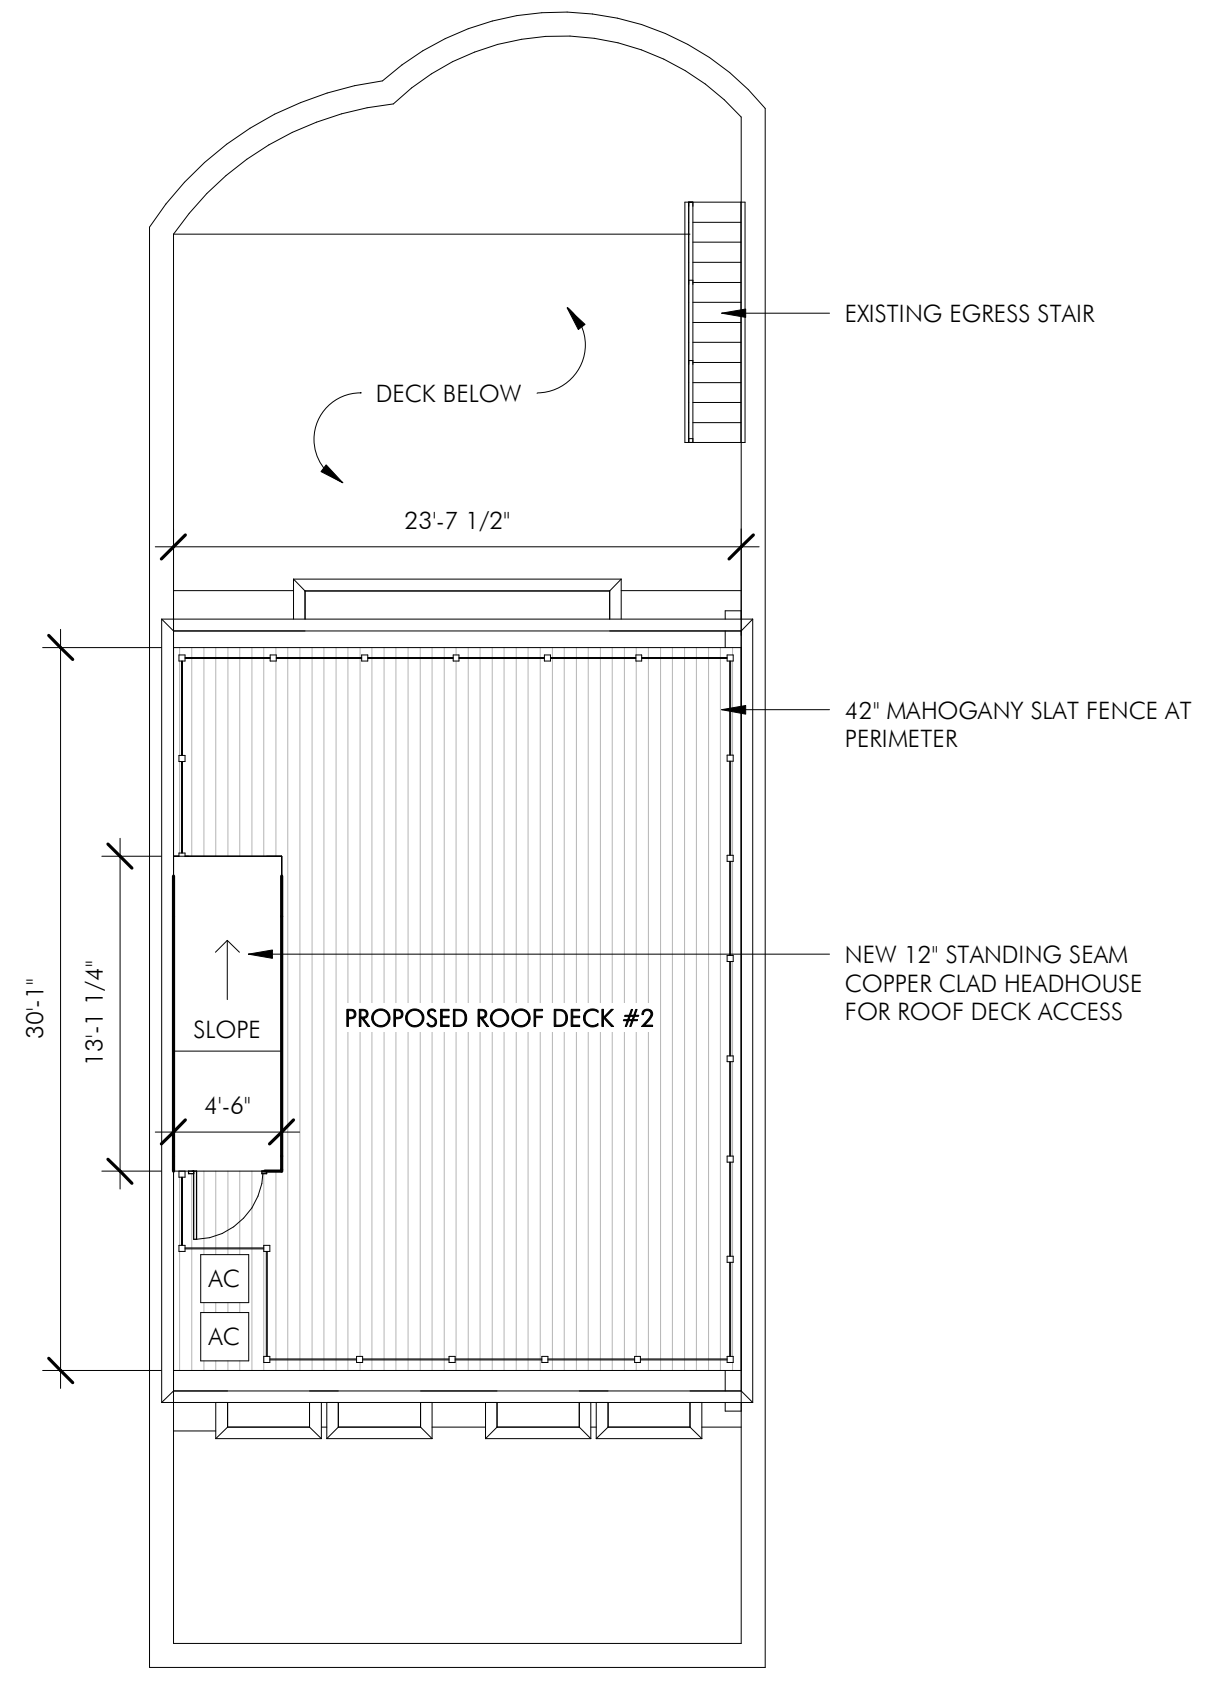 EXISTING EGRESS STAIR
DECK BELOW
23'-7 1/2"
42" MAHOGANY SLAT FENCE AT
PERIMETER
30'-1"
13'-1 1/4"
NEW 12" STANDING SEAM
COPPER CLAD HEADHOUSE
FOR ROOF DECK ACCESS
SLOPE
PROPOSED ROOF DECK #2
4'-6"
AC
AC